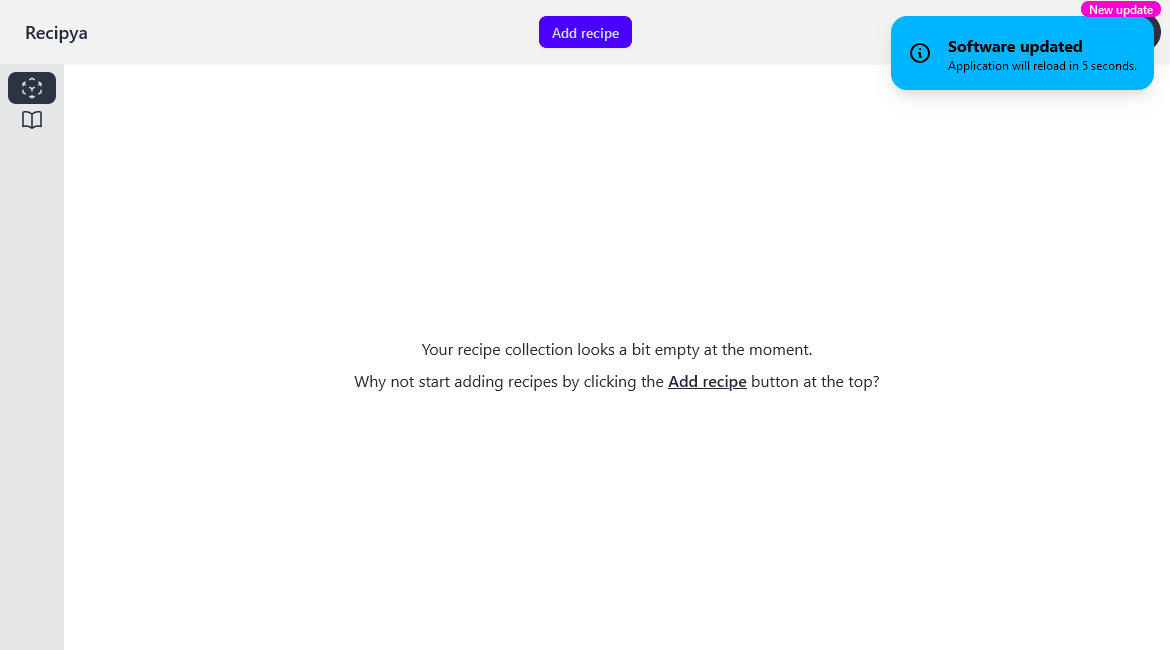 Recipya
Add recipe
New update
Software updated
Application will reload in 5 seconds.
Your recipe collection looks a bit empty at the moment.
Why not start adding recipes by clicking the Add recipe button at the top?